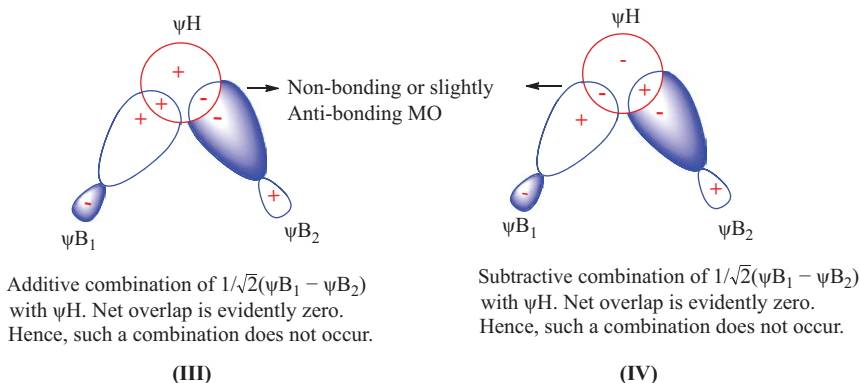 ψH
+
+
-
+
-
-
+
ψB₁
ψB₂
Non-bonding or slightly
Anti-bonding MO
ψH
-
-
+
+
-
-
+
ψB₁
ψB₂
Additive combination of 1/√2(ψB₁ − ψB₂)
with ψH. Net overlap is evidently zero.
Hence, such a combination does not occur.
(III)
Subtractive combination of 1/√2(ψB₁ − ψB₂)
with ψH. Net overlap is evidently zero.
Hence, such a combination does not occur.
(IV)